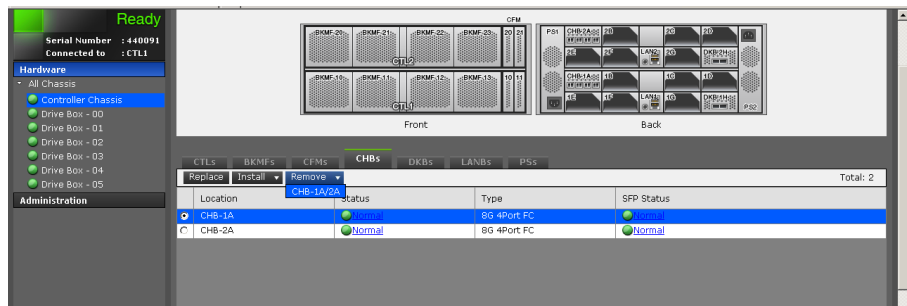 Ready
Serial Number : 440091
Connected to : CTL1
Hardware
All Chassis
Controller Chassis
Drive Box - 00
Drive Box - 01
Drive Box - 02
Drive Box - 03
Drive Box - 04
Drive Box - 05
Administration
CFM
BKMF-20 BKMF-21 BKMF-22 BKMF-23 20 21
CTL2
BKMF-10 BKMF-11 BKMF-12 BKMF-13 10 11
CTL1
Front
PS1 CHB-2A 2B 2C 2D
2E 2F LAN2 2G DKB-2H
CHB-1A 1B 1C 1D
1E 1F LAN1 1G DKB-1H PS2
Back
CTLs BKMFs CFMs CHBs DKBs LANBs PSs
Replace Install Remove Total: 2
CHB-1A/2A
Location Status Type SFP Status
CHB-1A Normal 8G 4Port FC Normal
CHB-2A Normal 8G 4Port FC Normal